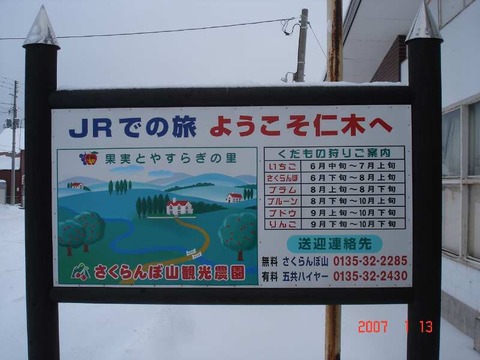 JRでの旅 ようこそ仁木へ
果実とやすらぎの里
さくらんぼ山観光農園
くだもの狩りご案内
いちご 6月中旬〜7月上旬
さくらんぼ 6月下旬〜8月上旬
プラム 8月上旬〜8月下旬
プルーン 8月下旬〜10月上旬
ブドウ 9月上旬〜10月下旬
りんご 9月上旬〜10月下旬
送迎連絡先
無料 さくらんぼ山 0135-32-2285
有料 五共ハイヤー 0135-32-2430
2007 1 13